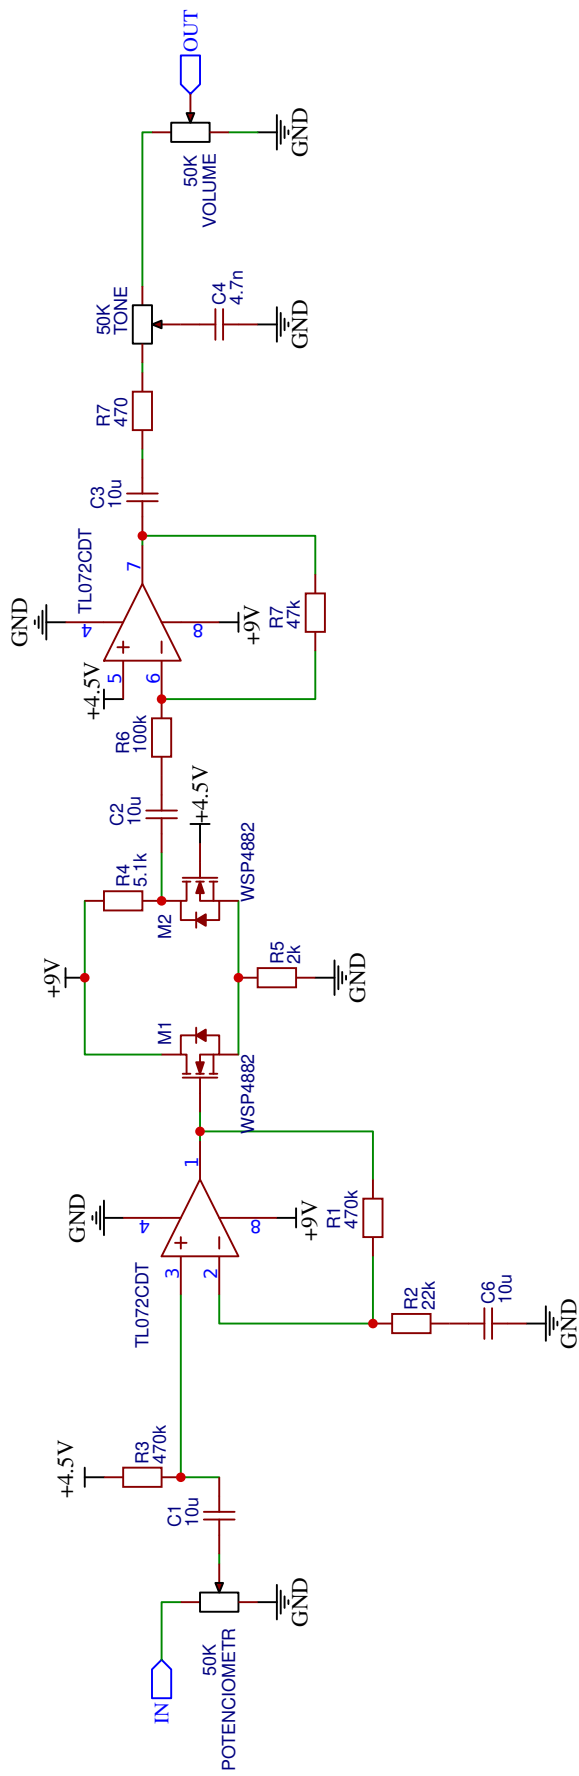 IN
50K
POTENCIOMETR
GND
C1
10u
+4.5V
R3
470k
TL072CDT
3
2
1
4
8
GND
+9V
R1
470k
R2
22k
C6
10u
GND
M1
WSP4882
+9V
R5
2k
GND
R4
5.1k
M2
WSP4882
+4.5V
C2
10u
R6
100k
+4.5V
5
6
7
4
8
GND
TL072CDT
+9V
R7
47k
C3
10u
R7
470
50K
TONE
C4
4.7n
GND
50K
VOLUME
GND
OUT